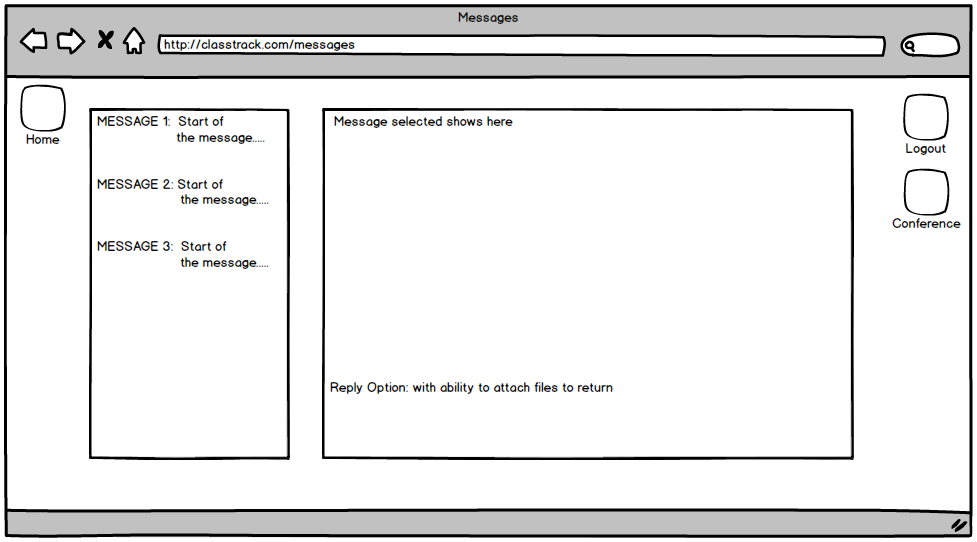 Messages
http://classtrack.com/messages
Home
MESSAGE 1:  Start of
the message.....
MESSAGE 2: Start of
the message.....
MESSAGE 3:  Start of
the message.....
Message selected shows here
Reply Option: with ability to attach files to return
Logout
Conference